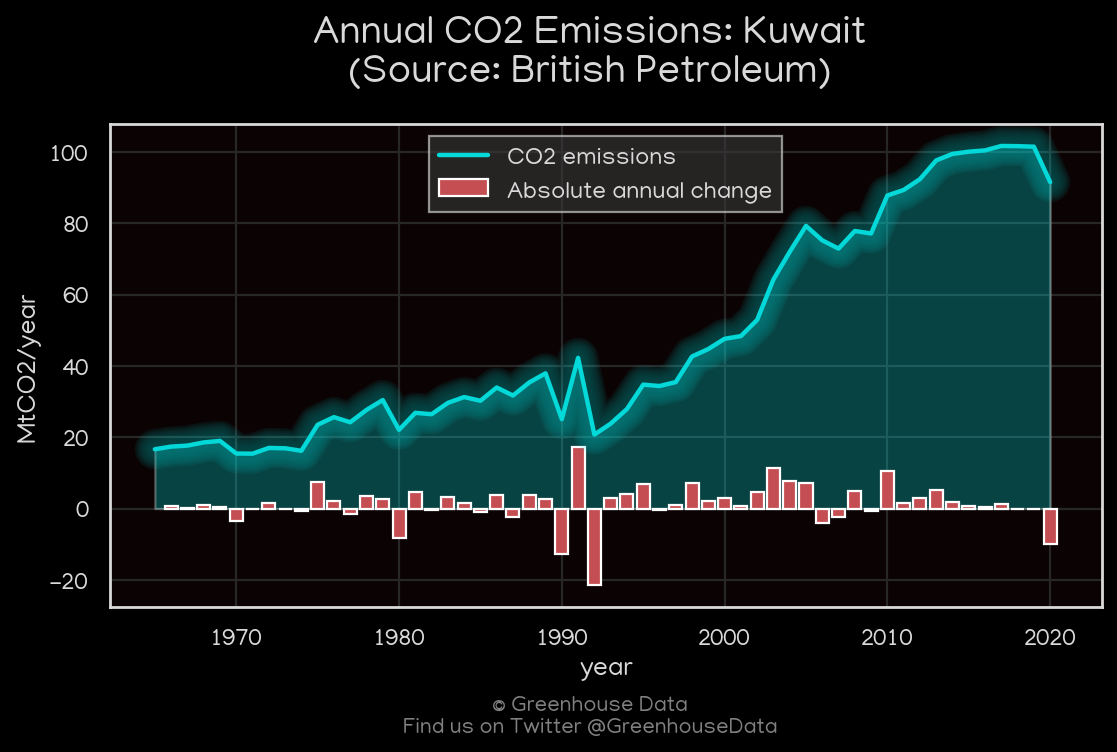 Annual CO2 Emissions: Kuwait
(Source: British Petroleum)
CO2 emissions
Absolute annual change
MtCO2/year
100
80
60
40
20
0
−20
1970
1980
1990
2000
2010
2020
year
© Greenhouse Data
Find us on Twitter @GreenhouseData